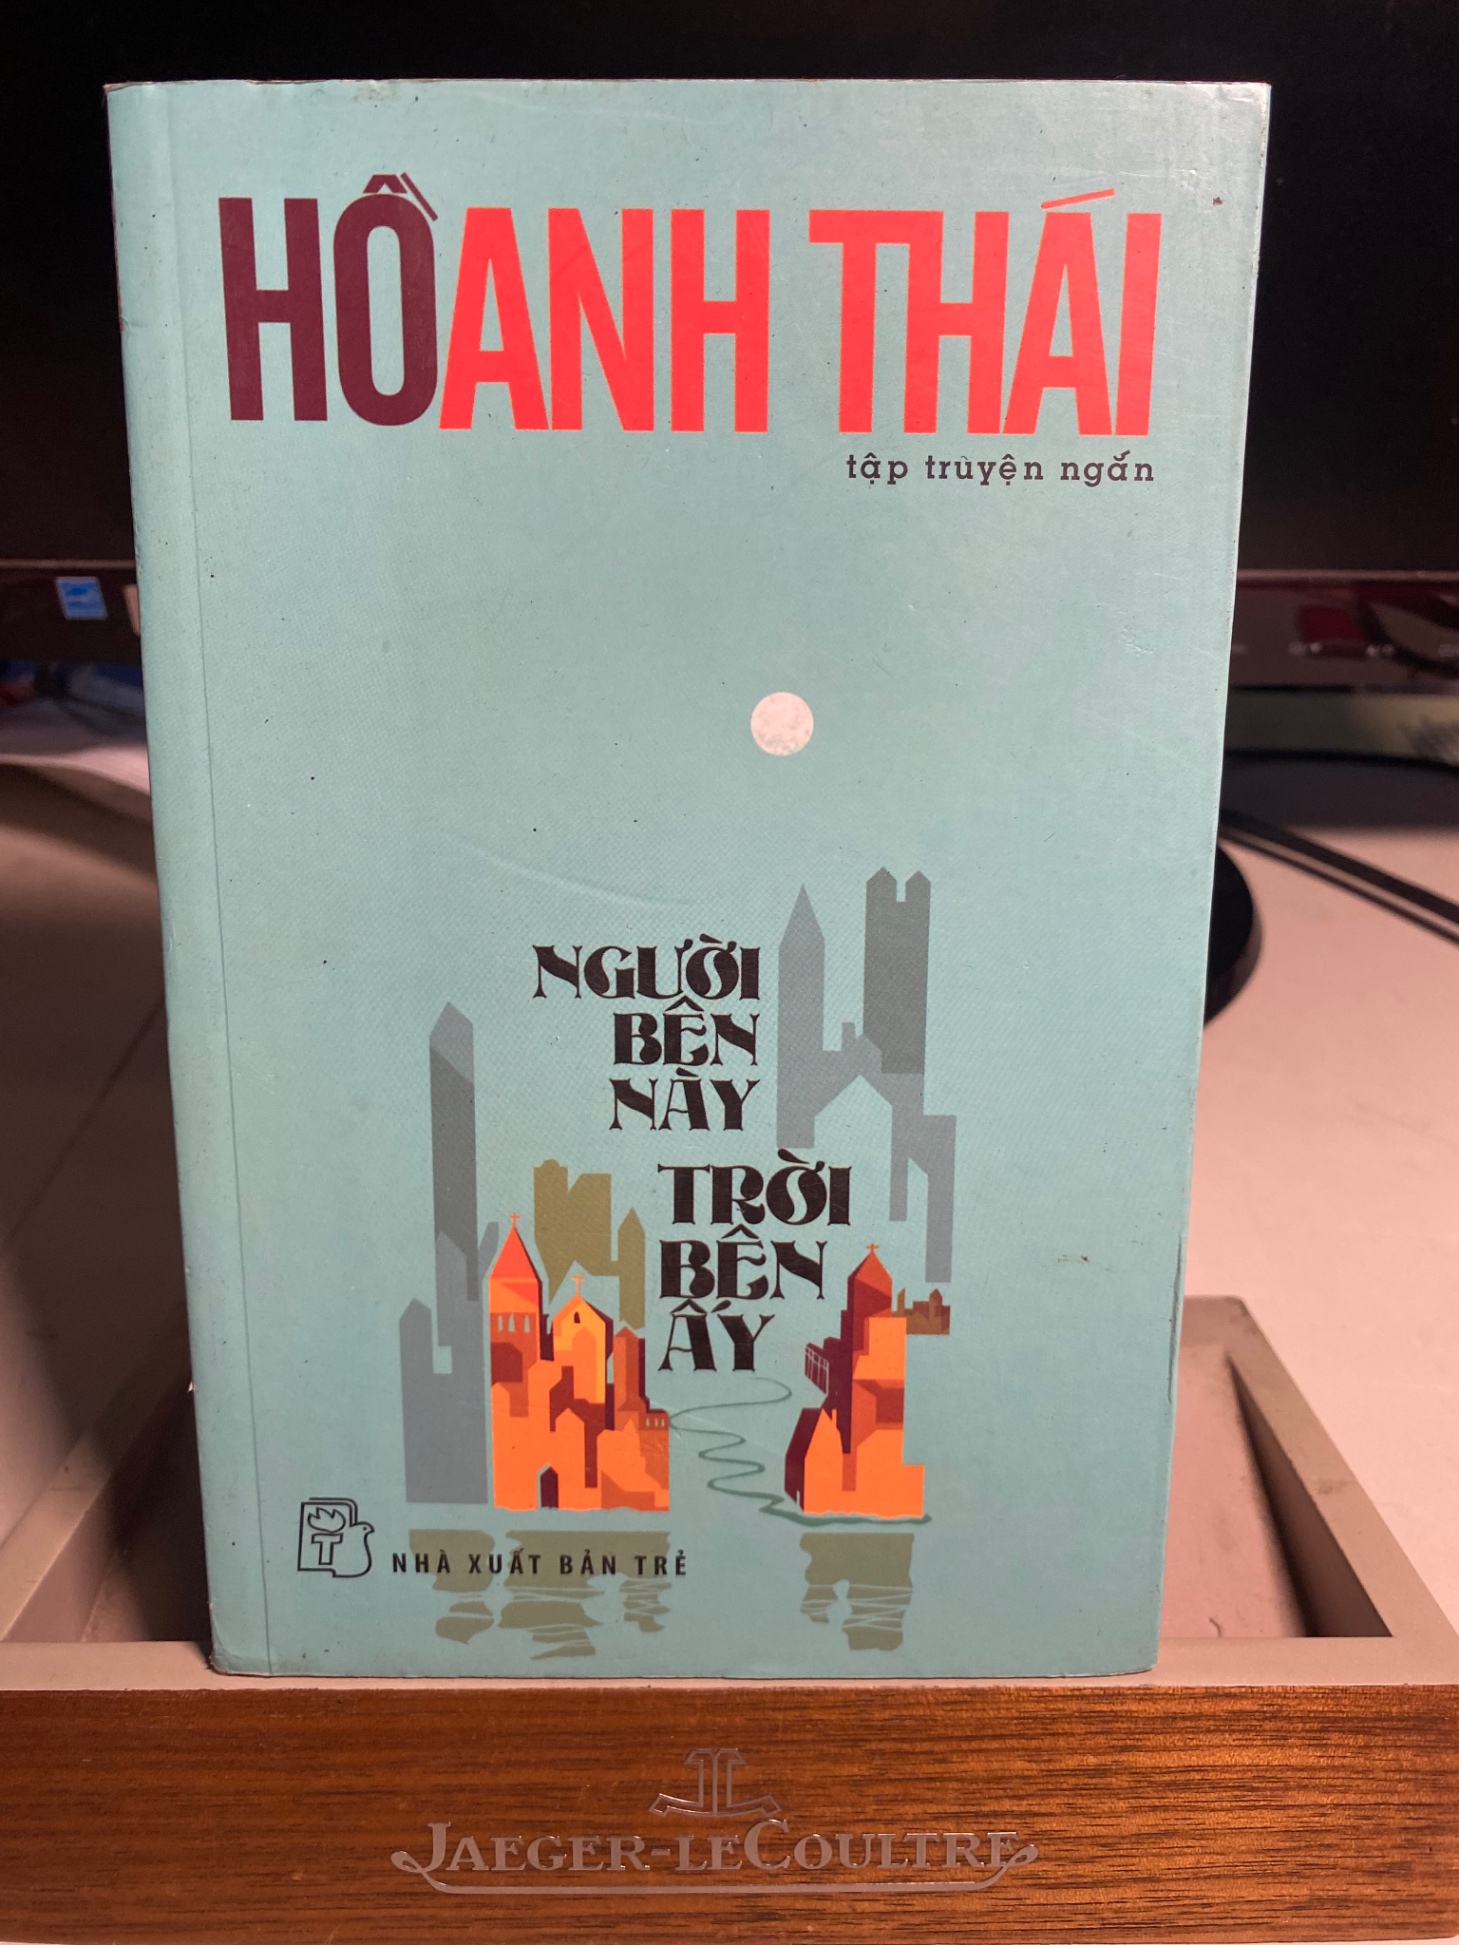 HỒ ANH THÁI
tập truyện ngắn
NGƯỜI
BÊN
NÀY
TRỜI
BÊN
ẤY
T
NHÀ XUẤT BẢN TRẺ
JAEGER-LECOULTRE